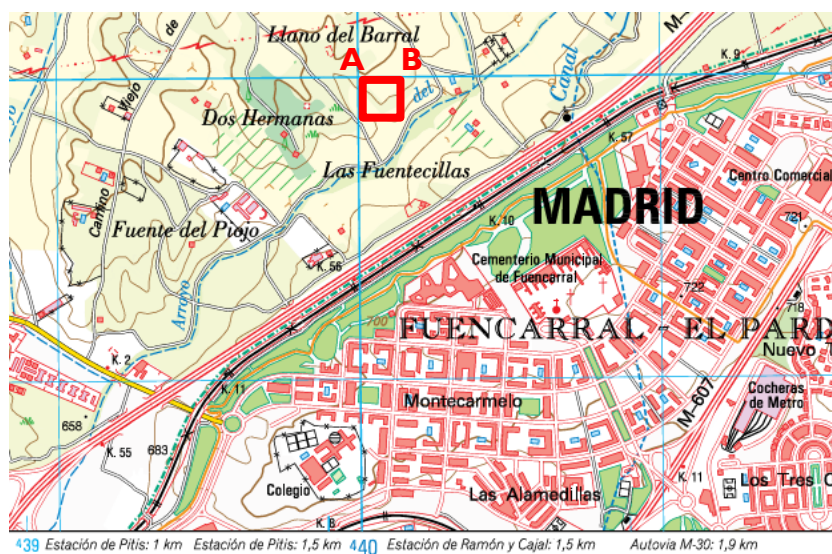 de
Llano del Barral
M-
K. 9
A B
Viejo
del
Canal
Dos Hermanas
K. 57
Las Fuentecillas
Centro Comercial
MADRID
Camino
Fuente del Piojo
K. 10
721
K. 56
Cementerio Municipal
de Fuencarral
722
Arroyo
700
718
FUENCARRAL - EL PARD
Nuevo T
K. 2
K. 11
Montecarmelo
M-607
Cocheras
de Metro
658
K. 55
683
Colegio
K. 11
Las Alamedillas
Los Tres C
K. 8
439 Estación de Pitis: 1 km Estación de Pitis: 1,5 km 440 Estación de Ramón y Cajal: 1,5 km Autovia M-30: 1,9 km